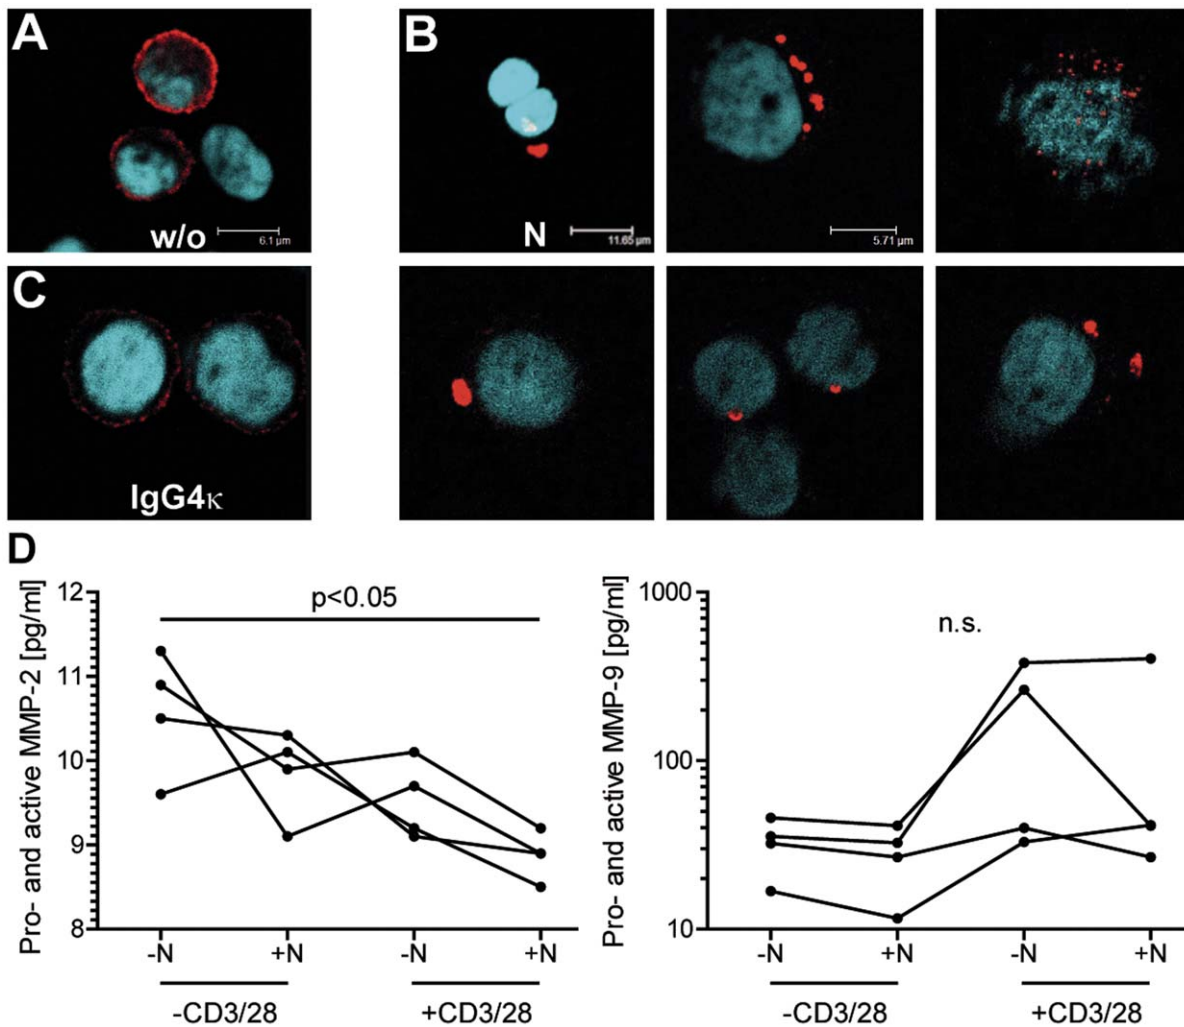 A
w/o
6.1 µm
B
N
11.65 µm
5.71 µm
C
IgG4κ
D
Pro- and active MMP-2 [pg/ml]
12
11
10
9
8
p<0.05
-N +N -N +N
-CD3/28 +CD3/28
Pro- and active MMP-9 [pg/ml]
1000
100
10
n.s.
-N +N -N +N
-CD3/28 +CD3/28